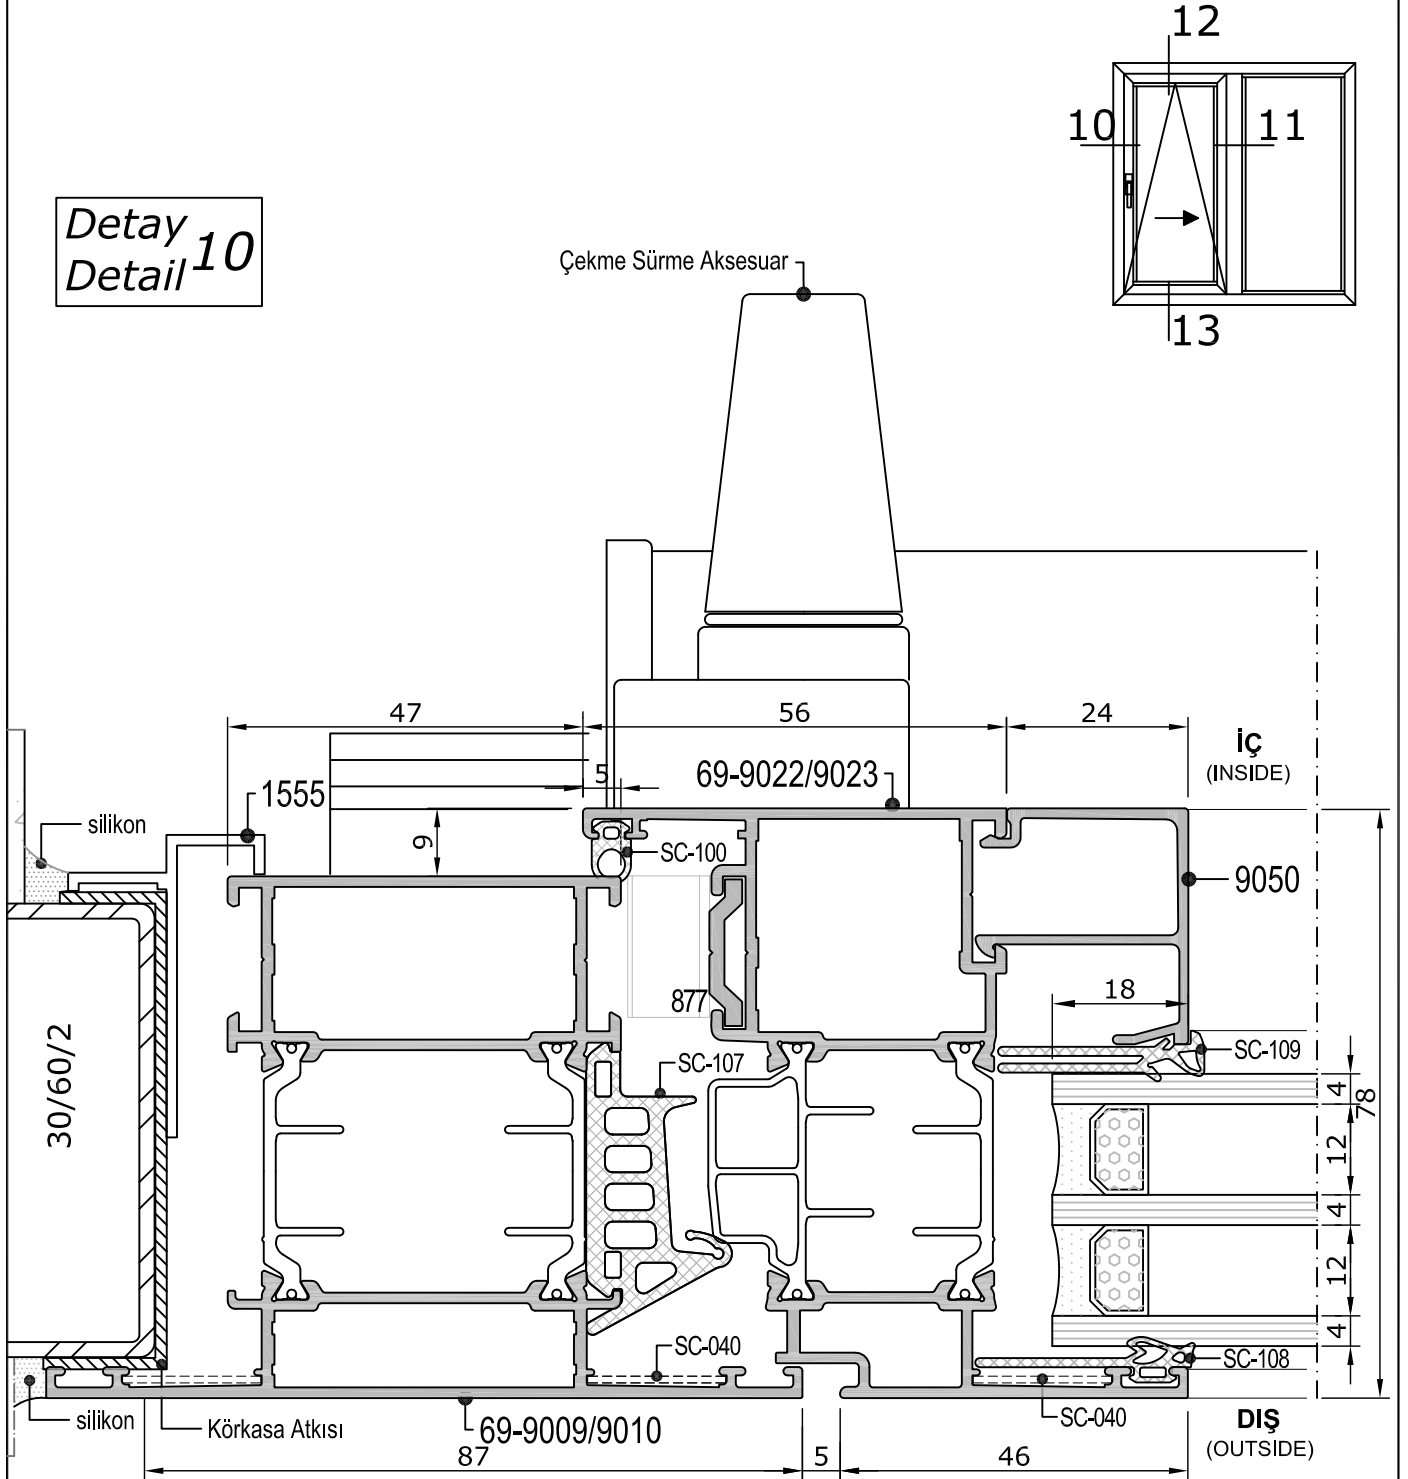 12
10
11
13
Detay
Detail 10
Çekme Sürme Aksesuar
47
56
24
İÇ
(INSIDE)
5
69-9022/9023
1555
silikon
9
SC-100
9050
877
18
30/60/2
SC-107
SC-109
4
78
12
4
12
4
SC-040
SC-108
silikon
Körkasa Atkısı
69-9009/9010
SC-040
DIŞ
(OUTSIDE)
87
5
46